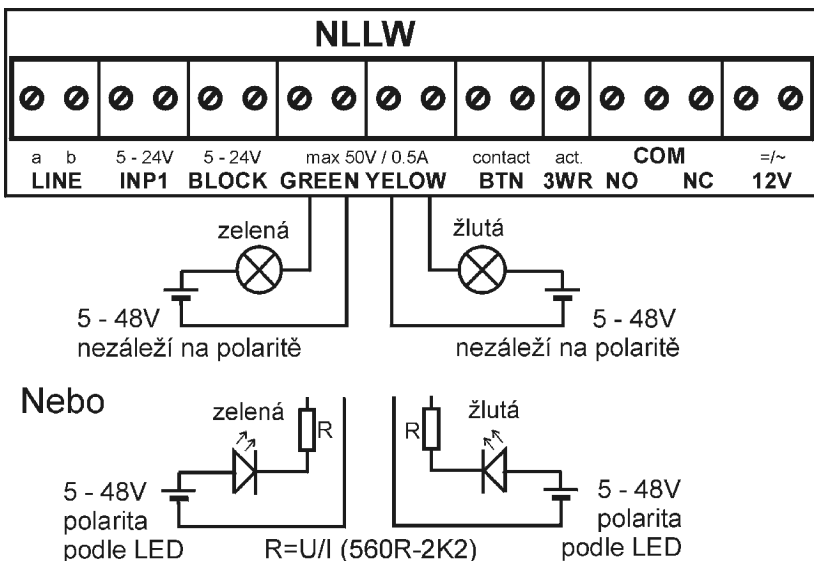 NLLW
a b 5 - 24V 5 - 24V max 50V / 0.5A contact act. COM =/~
LINE INP1 BLOCK GREEN YELOW BTN 3WR NO NC 12V
zelená žlutá
5 - 48V 5 - 48V
nezáleží na polaritě nezáleží na polaritě
Nebo
zelená R R žlutá
5 - 48V 5 - 48V
polarita polarita
podle LED R=U/I (560R-2K2) podle LED